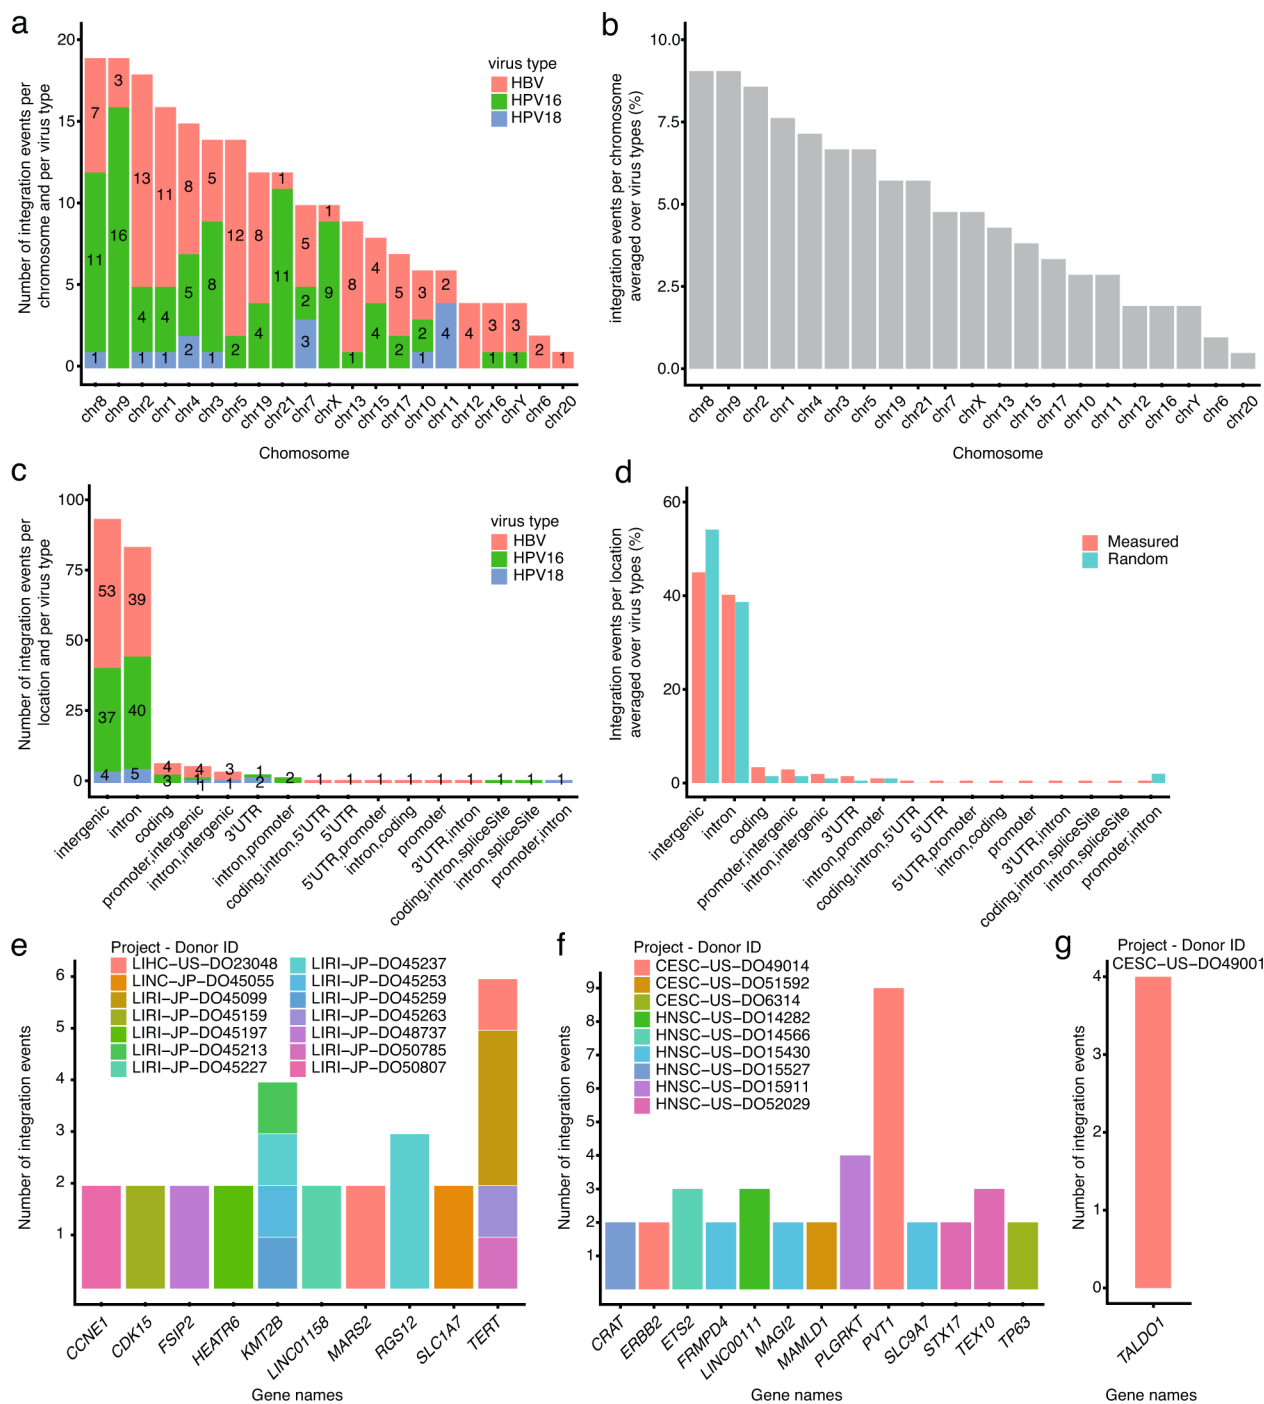 a
Number of integration events per
chromosome and per virus type
20
15
10
5
0
virus type
HBV
HPV16
HPV18
7
11
1
3
16
13
4
1
11
4
1
8
5
2
5
8
1
12
2
8
4
1
11
5
2
3
1
9
8
1
4
4
5
2
3
2
1
2
4
4
3
1
3
1
2
1
chr8
chr9
chr2
chr1
chr4
chr3
chr5
chr19
chr21
chr7
chrX
chr13
chr15
chr17
chr10
chr11
chr12
chr16
chrY
chr6
chr20
Chromosome
b
integration events per chromosome
averaged over virus types (%)
10.0
7.5
5.0
2.5
0.0
chr8
chr9
chr2
chr1
chr4
chr3
chr5
chr19
chr21
chr7
chrX
chr13
chr15
chr17
chr10
chr11
chr12
chr16
chrY
chr6
chr20
Chromosome
c
Number of integration events per
location and per virus type
100
75
50
25
0
virus type
HBV
HPV16
HPV18
53
37
4
39
40
5
4
3
4
1
1
3
1
1
2
2
1
1
1
1
1
1
1
1
1
intergenic
intron
coding
promoter,intergenic
intron,intergenic
3'UTR
intron,promoter
coding,intron,5'UTR
5'UTR
5'UTR,promoter
intron,coding
promoter
3'UTR,intron
coding,intron,spliceSite
intron,spliceSite
promoter,intron
d
Integration events per location
averaged over virus types (%)
60
40
20
0
Measured
Random
intergenic
intron
coding
promoter,intergenic
intron,intergenic
3'UTR
intron,promoter
coding,intron,5'UTR
5'UTR
5'UTR,promoter
intron,coding
promoter
3'UTR,intron
coding,intron,spliceSite
intron,spliceSite
promoter,intron
e
Project - Donor ID
LIHC−US−DO23048
LINC−JP−DO45055
LIRI−JP−DO45099
LIRI−JP−DO45159
LIRI−JP−DO45197
LIRI−JP−DO45213
LIRI−JP−DO45227
LIRI−JP−DO45237
LIRI−JP−DO45253
LIRI−JP−DO45259
LIRI−JP−DO45263
LIRI−JP−DO48737
LIRI−JP−DO50785
LIRI−JP−DO50807
Number of integration events
6
5
4
3
2
1
CCNE1
CDK15
FSIP2
HEATR6
KMT2B
LINC01158
MARS2
RGS12
SLC1A7
TERT
Gene names
f
Project - Donor ID
CESC−US−DO49014
CESC−US−DO51592
CESC−US−DO6314
HNSC−US−DO14282
HNSC−US−DO14566
HNSC−US−DO15430
HNSC−US−DO15527
HNSC−US−DO15911
HNSC−US−DO52029
Number of integration events
9
8
7
6
5
4
3
2
1
CRAT
ERBB2
ETS2
FRMPD4
LINC00111
MAGI2
MAMLD1
PLGRKT
PVT1
SLC9A7
STX17
TEX10
TP63
Gene names
g
Project - Donor ID
CESC−US−DO49001
Number of integration events
4
3
2
1
0
TALDO1
Gene names